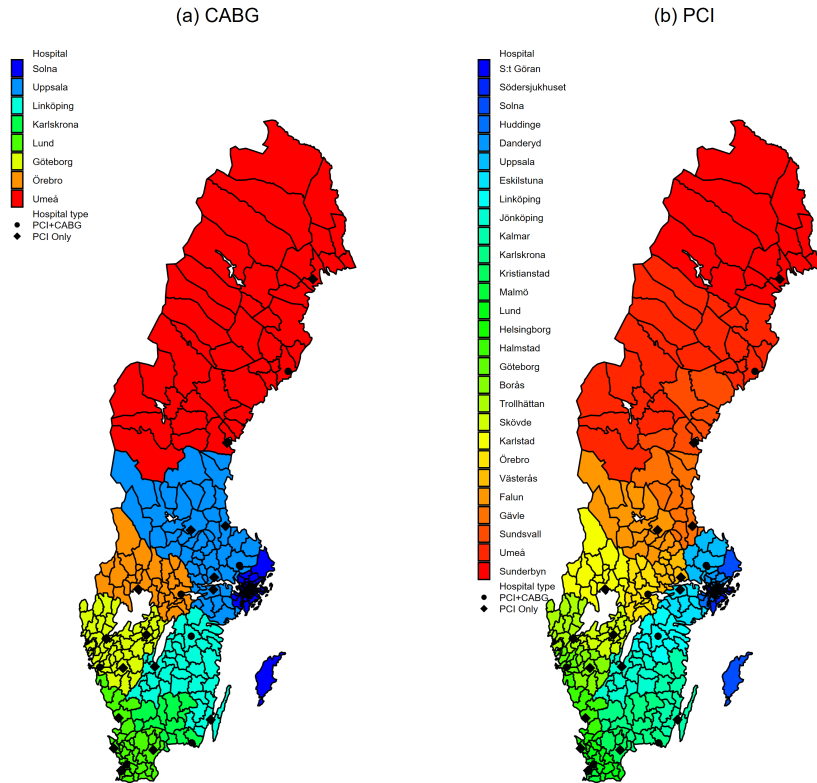 (a) CABG
Hospital
Solna
Uppsala
Linköping
Karlskrona
Lund
Göteborg
Örebro
Umeå
Hospital type
PCI+CABG
PCI Only
(b) PCI
Hospital
S:t Göran
Södersjukhuset
Solna
Huddinge
Danderyd
Uppsala
Eskilstuna
Linköping
Jönköping
Kalmar
Karlskrona
Kristianstad
Malmö
Lund
Helsingborg
Halmstad
Göteborg
Borås
Trollhättan
Skövde
Karlstad
Örebro
Västerås
Falun
Gävle
Sundsvall
Umeå
Sunderbyn
Hospital type
PCI+CABG
PCI Only